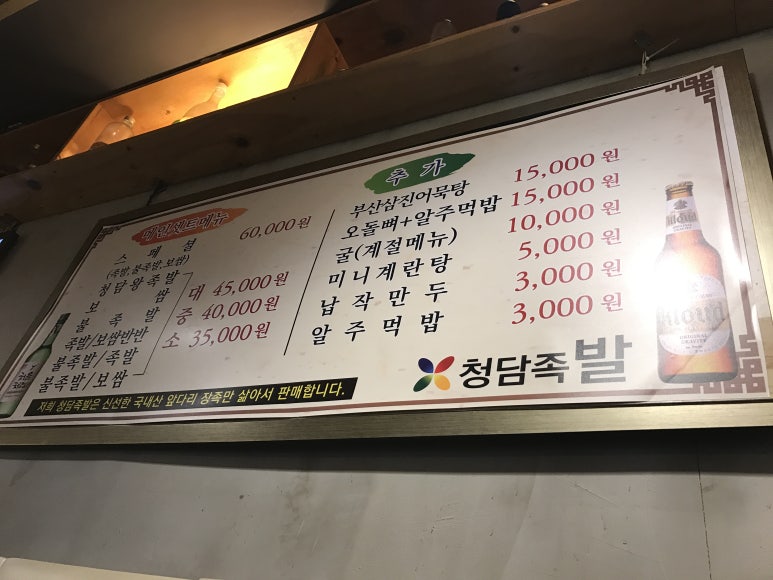 메인세트메뉴
스페셜 60,000원
(족발,불족발,보쌈)
청담왕족발
보쌈
불족발
족발/보쌈반반
불족발/족발
불족발/보쌈
대 45,000원
중 40,000원
소 35,000원
추가
부산삼진어묵탕 15,000원
오돌뼈+알주먹밥 15,000원
굴(계절메뉴) 10,000원
미니계란탕 5,000원
납작만두 3,000원
알주먹밥 3,000원
청담족발
저희 청담족발은 신선한 국내산 앞다리 장족만 삶아서 판매합니다.
Kloud
ORIGINAL